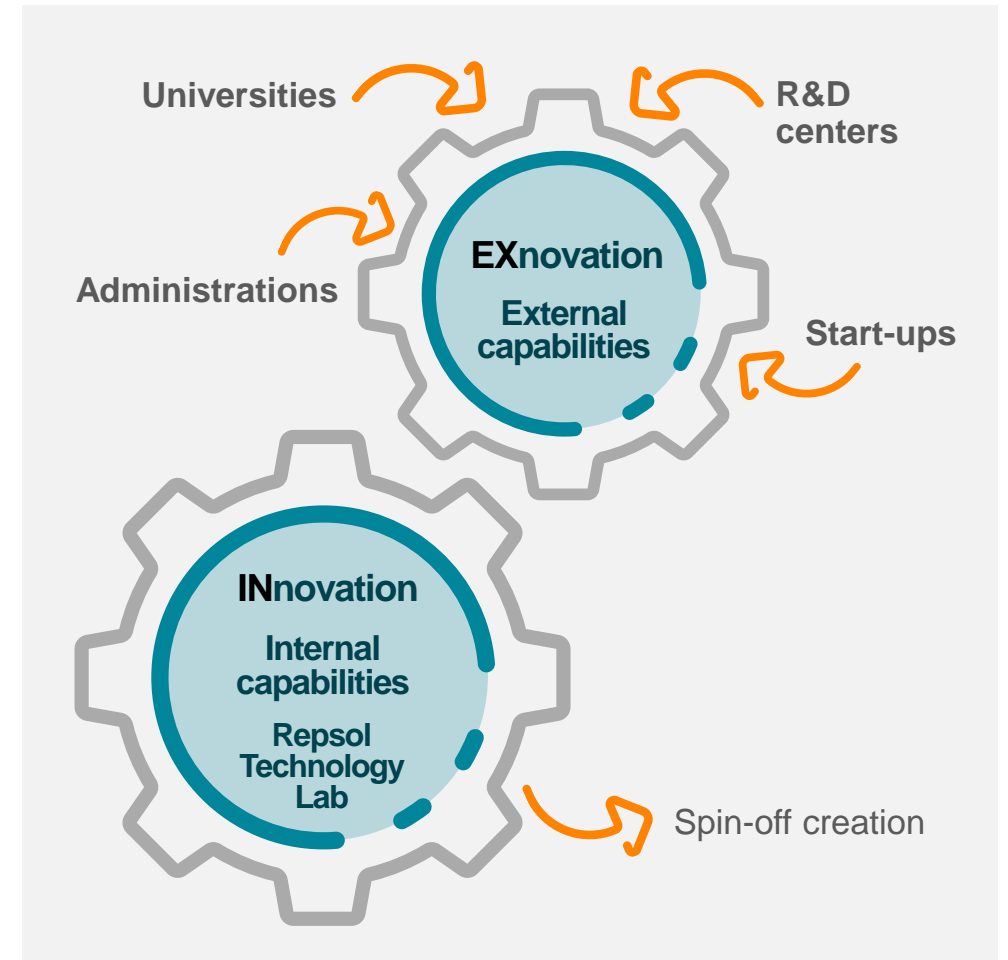 Universities
R&D
centers
EXnovation
External
capabilities
Administrations
Start-ups
INnovation
Internal
capabilities
Repsol
Technology
Lab
Spin-off creation